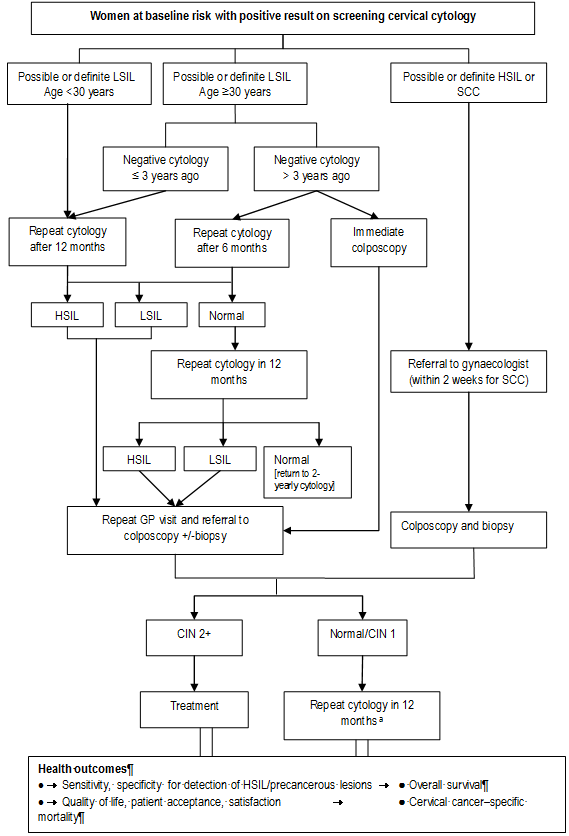 Women at baseline risk with positive result on screening cervical cytology
Possible or definite LSIL
Age <30 years
Possible or definite LSIL
Age ≥30 years
Possible or definite HSIL or
SCC
Negative cytology
≤ 3 years ago
Negative cytology
> 3 years ago
Repeat cytology
after 12 months
Repeat cytology
after 6 months
Immediate
colposcopy
HSIL
LSIL
Normal
Repeat cytology in 12
months
Referral to gynaecologist
(within 2 weeks for SCC)
HSIL
LSIL
Normal
[return to 2-
yearly cytology]
Repeat GP visit and referral to
colposcopy +/-biopsy
Colposcopy and biopsy
CIN 2+
Normal/CIN 1
Treatment
Repeat cytology in 12
months a
Health·outcomes¶
● → Sensitivity,· specificity· for detection of HSIL/precancerous· lesions → ● Overall·survival¶
● → Quality·of life, patient acceptance, satisfaction → ● Cervical cancer–specific
mortality¶